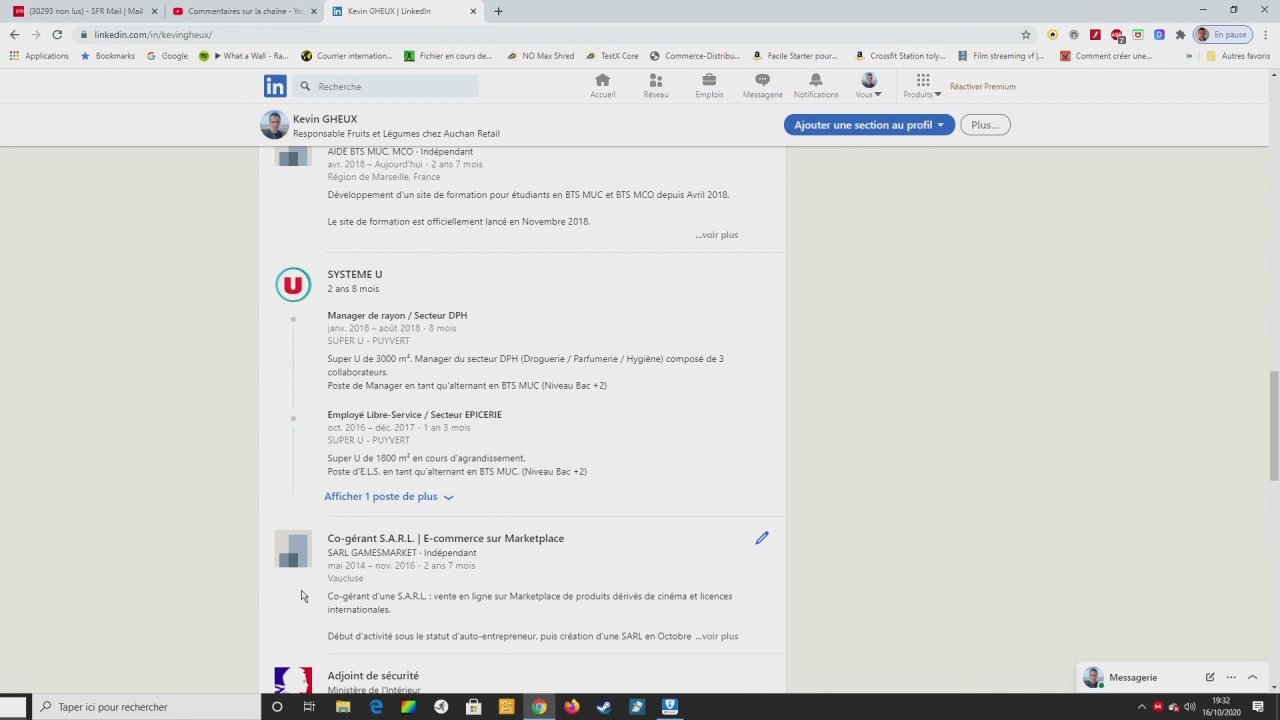 (30293 non lus) - SFR Mail | Mail
Commentaires sur la chaîne - Yo
Kevin GHEUX | LinkedIn
linkedin.com/in/kevingheux/
En pause
Applications
Bookmarks
Google
What a Wall - Ra...
Courrier internation...
Fichier en cours de...
NO Max Shred
TestX Core
Commerce-Distribu...
Facile Starter for...
Crossfit Station toly...
Film streaming vf |...
Comment créer une...
Autres favoris
in
Recherche
Accueil
Réseau
Emplois
Messagerie
Notifications
Vous
Produits
Réactiver Premium
Kevin GHEUX
Responsable Fruits et Légumes chez Auchan Retail
Ajouter une section au profil
Plus...
AIDE BTS MUC, MCO · Indépendant
avr. 2018 – Aujourd'hui · 2 ans 7 mois
Région de Marseille, France
Développement d'un site de formation pour étudiants en BTS MUC et BTS MCO depuis Avril 2018.
Le site de formation est officiellement lancé en Novembre 2018.
...voir plus
U
SYSTEME U
2 ans 8 mois
Manager de rayon / Secteur DPH
janv. 2018 – août 2018 · 8 mois
SUPER U - PUYVERT
Super U de 3000 m². Manager du secteur DPH (Droguerie / Parfumerie / Hygiène) composé de 3
collaborateurs.
Poste de Manager en tant qu'alternant en BTS MUC (Niveau Bac +2)
Employé Libre-Service / Secteur EPICERIE
oct. 2016 – déc. 2017 · 1 an 3 mois
SUPER U - PUYVERT
Super U de 1800 m² en cours d'agrandissement.
Poste d'E.L.S. en tant qu'alternant en BTS MUC. (Niveau Bac +2)
Afficher 1 poste de plus
Co-gérant S.A.R.L. | E-commerce sur Marketplace
SARL GAMESMARKET · Indépendant
mai 2014 – nov. 2016 · 2 ans 7 mois
Vaucluse
Co-gérant d'une S.A.R.L. : vente en ligne sur Marketplace de produits dérivés de cinéma et licences
internationales.
Début d'activité sous le statut d'auto-entrepreneur, puis création d'une SARL en Octobre ...voir plus
Adjoint de sécurité
Ministère de l'Intérieur
Messagerie
Taper ici pour rechercher
19:32
16/10/2020